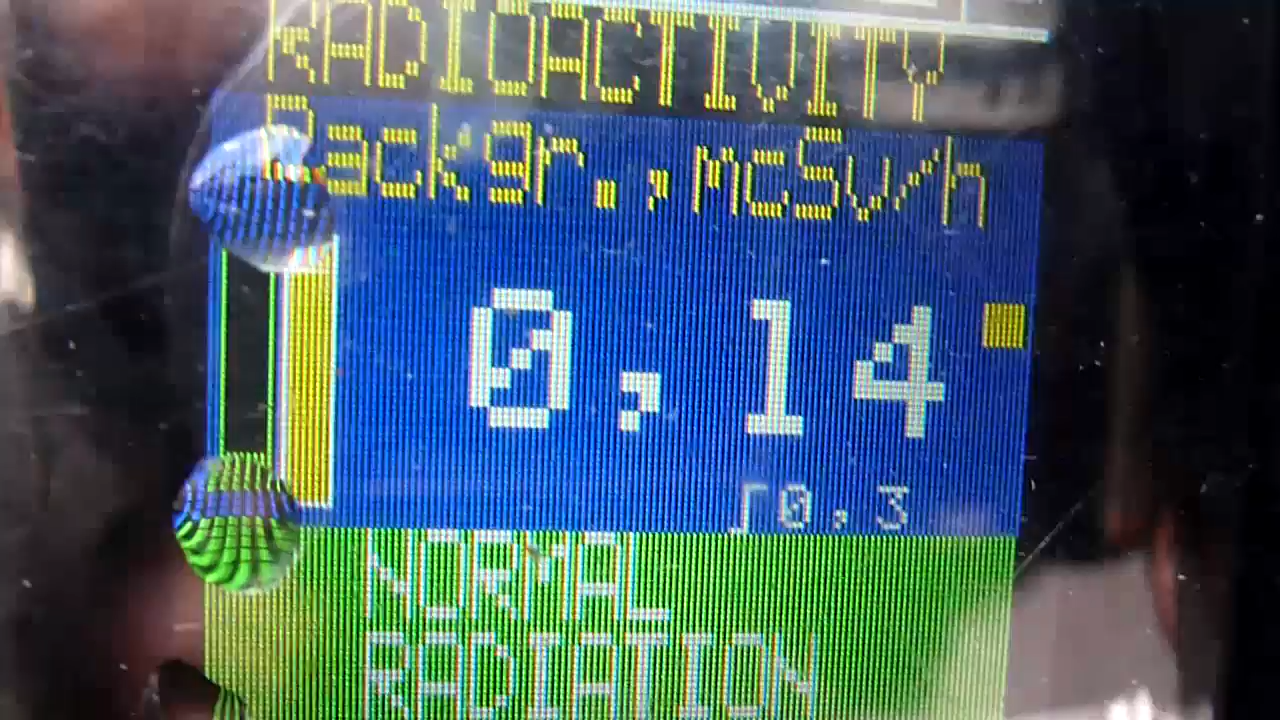 RADIOACTIVITY
Backgr., mcSv/h
0,14
∫0,3
NORMAL
RADIATION